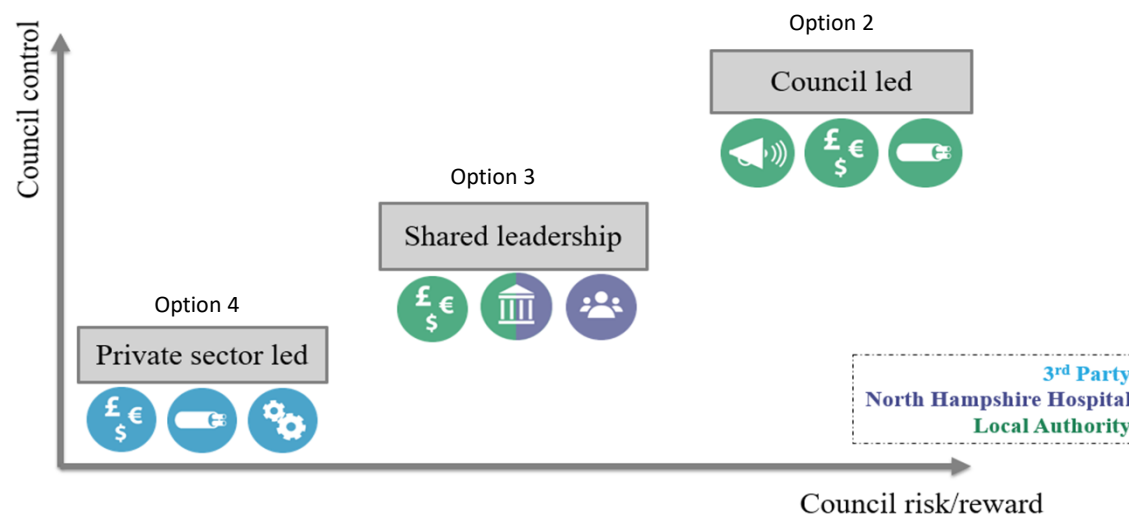 Option 2
Council led
£ € $
Option 3
Shared leadership
£ € $
Option 4
Private sector led
£ € $
Council control
3rd Party
North Hampshire Hospital
Local Authority
Council risk/reward